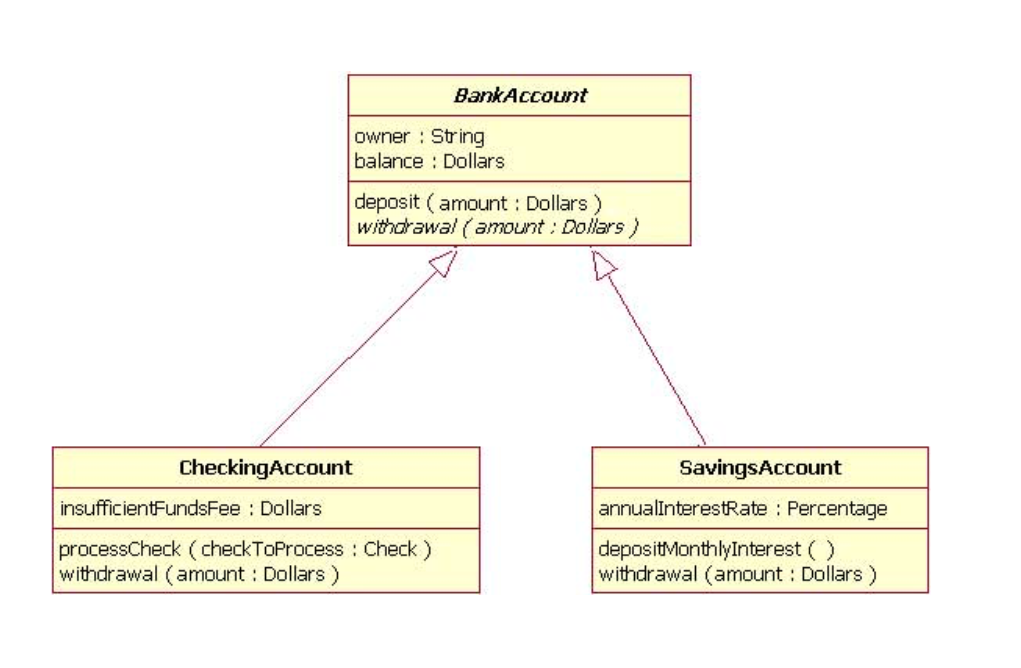 BankAccount
owner : String
balance : Dollars
deposit ( amount : Dollars )
withdrawal ( amount : Dollars )
CheckingAccount
insufficientFundsFee : Dollars
processCheck ( checkToProcess : Check )
withdrawal ( amount : Dollars )
SavingsAccount
annualInterestRate : Percentage
depositMonthlyInterest ( )
withdrawal ( amount : Dollars )